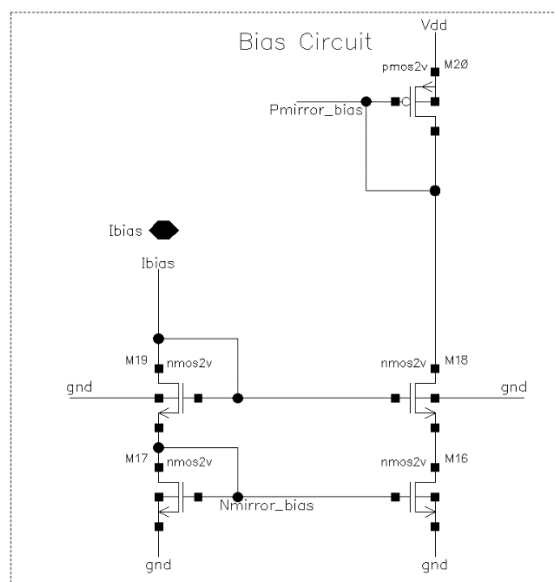 Vdd
Bias Circuit
pmos2v M20
Pmirror_bias
Ibias
Ibias
M19 nmos2v nmos2v M18
gnd gnd
M17 nmos2v nmos2v M16
Nmirror_bias
gnd gnd